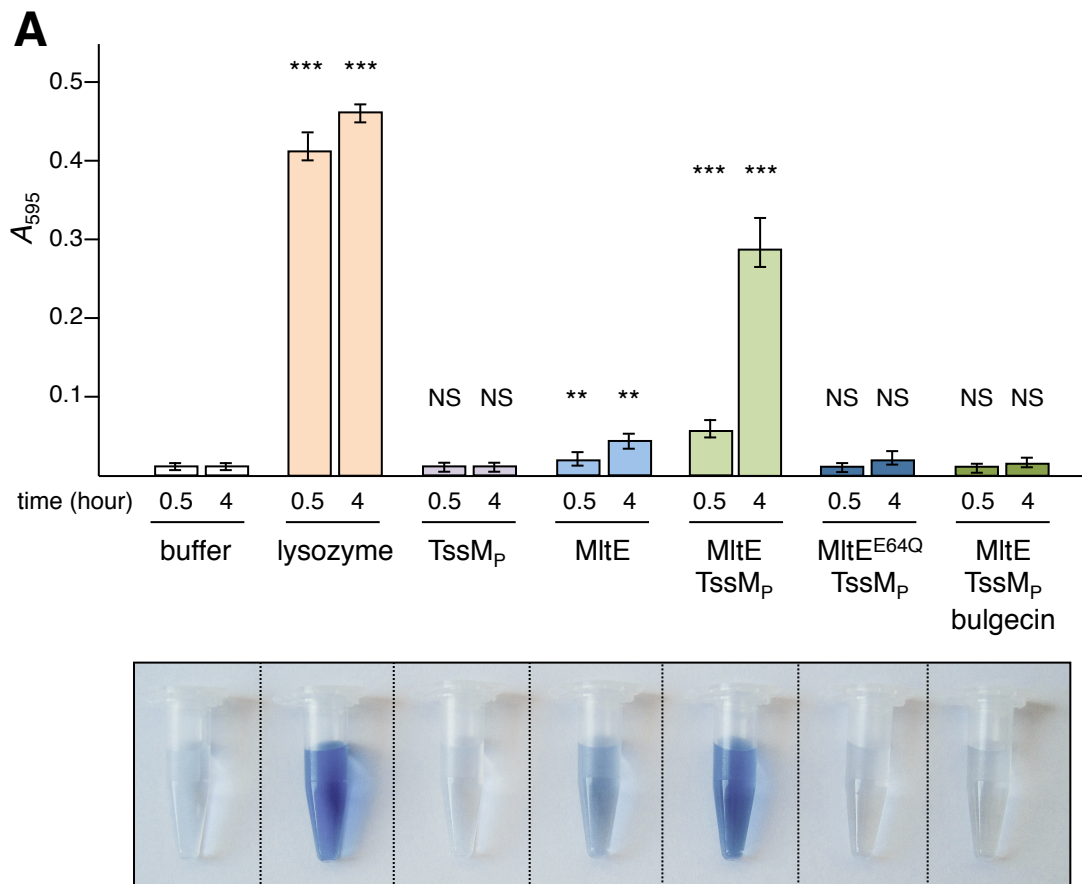 A
A595
0.5
0.4
0.3
0.2
0.1
*** ***
NS NS
** **
*** ***
NS NS
NS NS
time (hour) 0.5 4 0.5 4 0.5 4 0.5 4 0.5 4 0.5 4 0.5 4
buffer lysozyme TssMP MltE MltE MltEE64Q MltE
TssMP TssMP TssMP
bulgecin